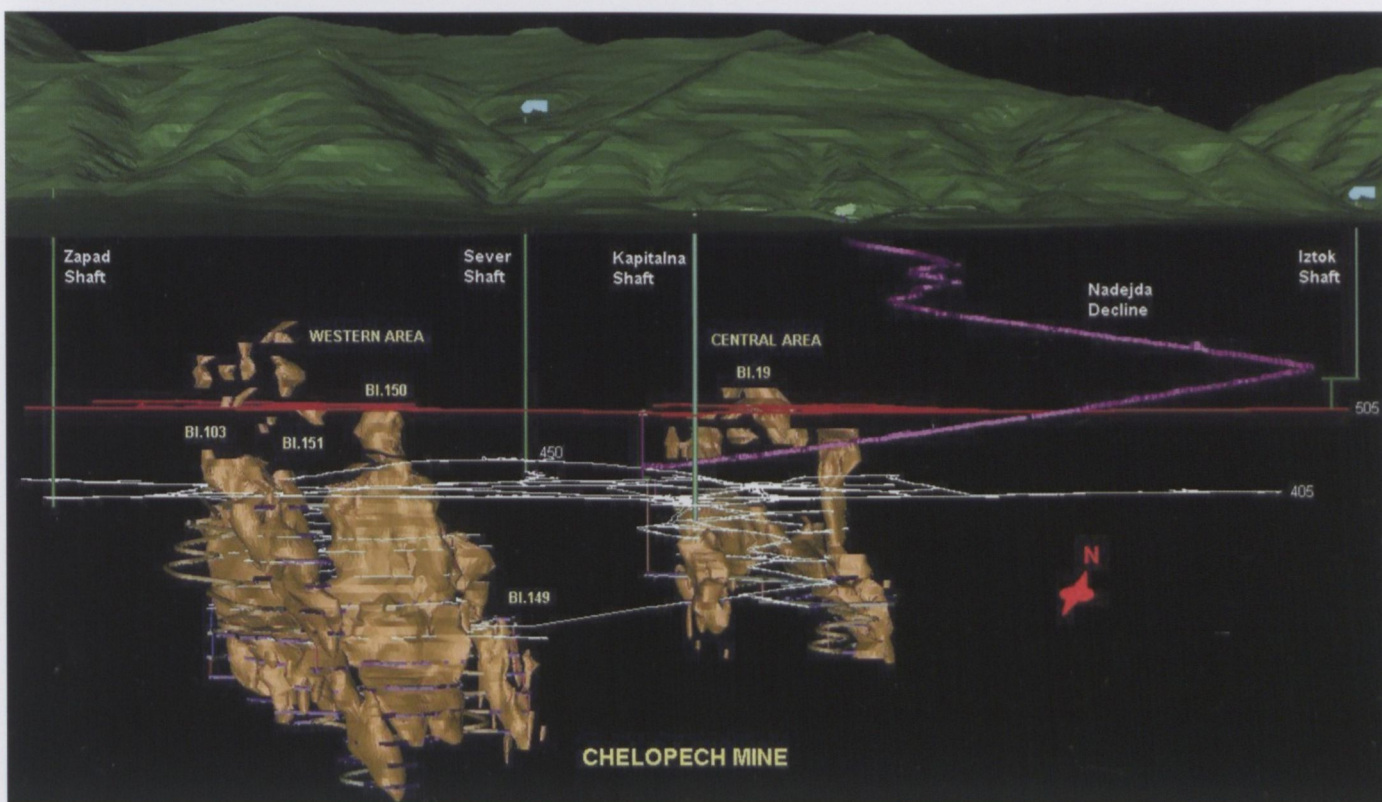 Zapad
Shaft
Sever
Shaft
Kapitalna
Shaft
Iztok
Shaft
Nadejda
Decline
WESTERN AREA
CENTRAL AREA
Bl.19
Bl.150
505
Bl.103
Bl.151
450
405
N
Bl.149
CHELOPECH MINE